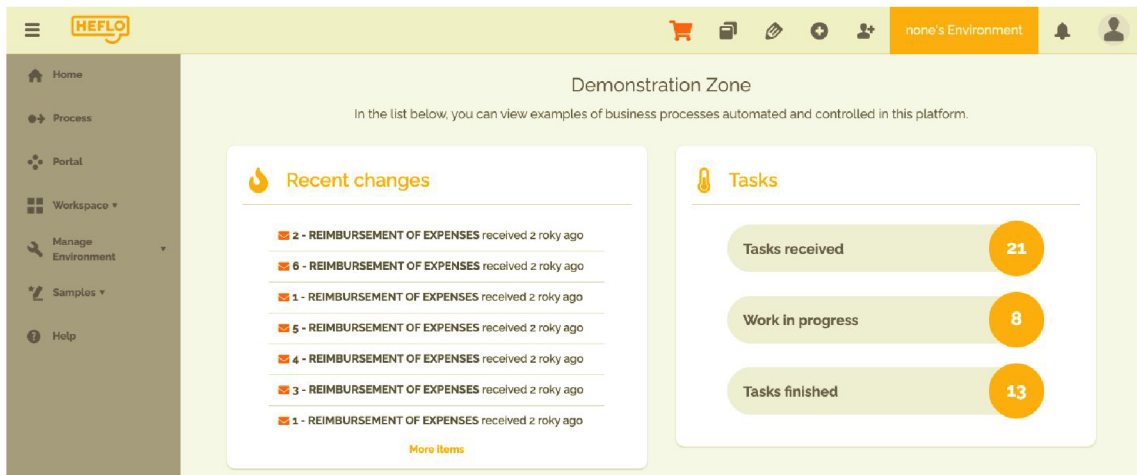 HEFLO
none's Environment
Home
Process
Portal
Workspace
Manage
Environment
Samples
Help
Demonstration Zone
In the list below, you can view examples of business processes automated and controlled in this platform.
Recent changes
2 - REIMBURSEMENT OF EXPENSES received 2 roky ago
6 - REIMBURSEMENT OF EXPENSES received 2 roky ago
1 - REIMBURSEMENT OF EXPENSES received 2 roky ago
5 - REIMBURSEMENT OF EXPENSES received 2 roky ago
4 - REIMBURSEMENT OF EXPENSES received 2 roky ago
3 - REIMBURSEMENT OF EXPENSES received 2 roky ago
1 - REIMBURSEMENT OF EXPENSES received 2 roky ago
More items
Tasks
Tasks received 21
Work in progress 8
Tasks finished 13